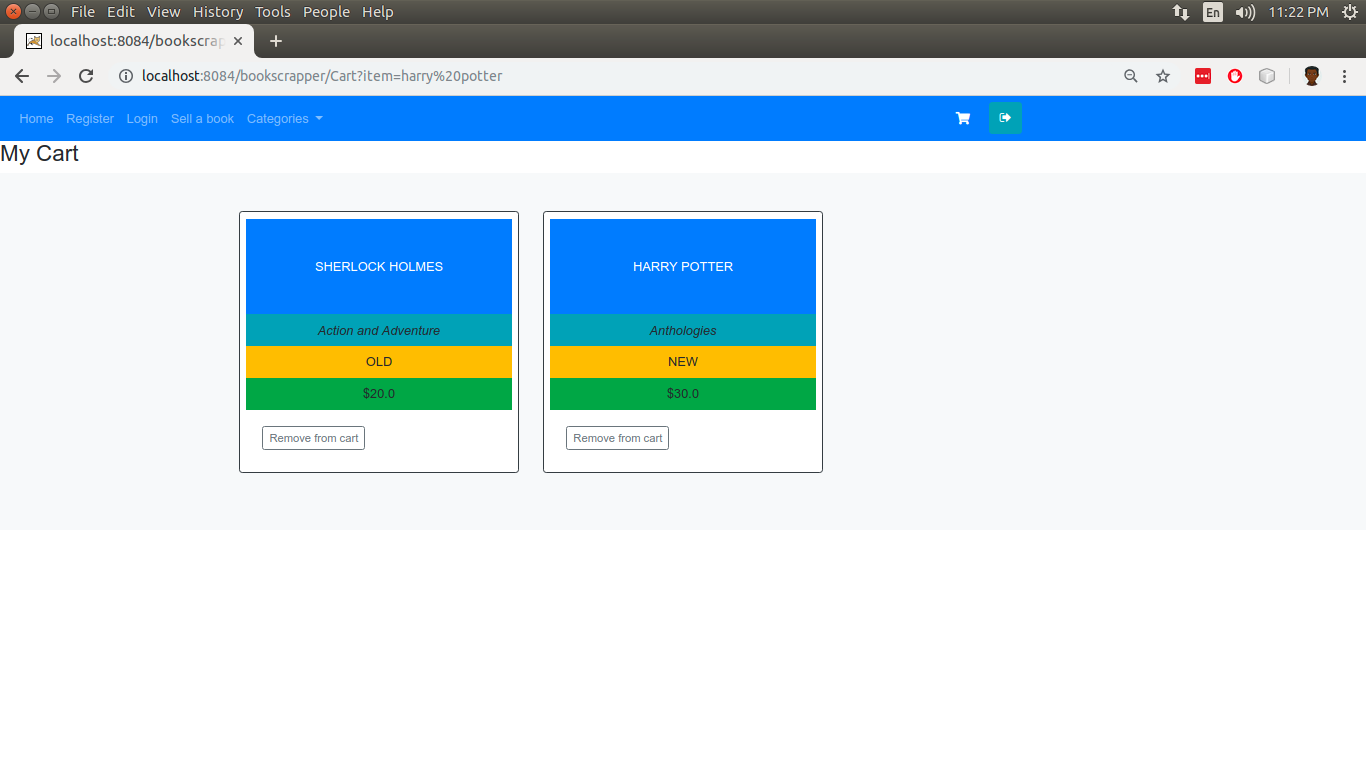 File Edit View History Tools People Help
En
11:22 PM
localhost:8084/bookscrap
localhost:8084/bookscrapper/Cart?item=harry%20potter
Home Register Login Sell a book Categories
My Cart
SHERLOCK HOLMES
Action and Adventure
OLD
$20.0
Remove from cart
HARRY POTTER
Anthologies
NEW
$30.0
Remove from cart